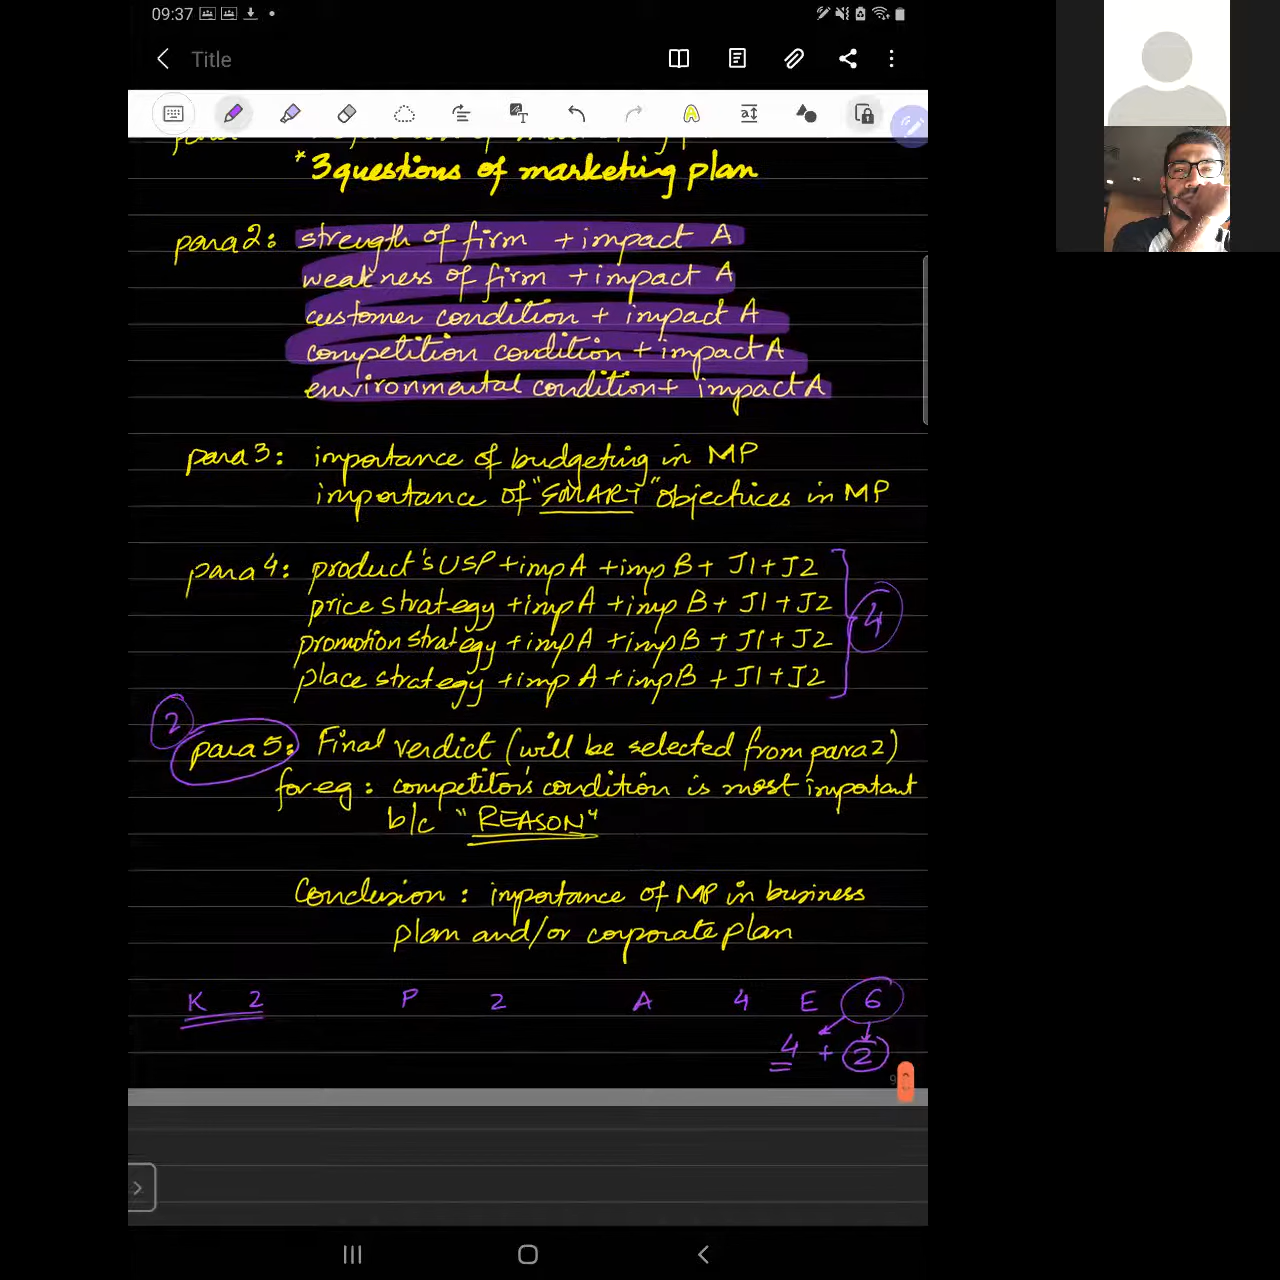 09:37
Title
*3 questions of marketing plan
para 2: strength of firm + impact A
weakness of firm + impact A
customer condition + impact A
competition condition + impact A
environmental condition + impact A
para 3: importance of budgeting in MP
importance of "SMART" objectices in MP
para 4: product's USP + imp A + imp B + J1 + J2
price strategy + imp A + imp B + J1 + J2
promotion strategy + imp A + imp B + J1 + J2
place strategy + imp A + imp B + J1 + J2
4
2
para 5: Final verdict (will be selected from para 2)
for eg: competitor's condition is most important
b/c "REASON"
Conclusion: importance of MP in business
plan and/or corporate plan
K 2 P 2 A 4 E 6
4 + 2
9